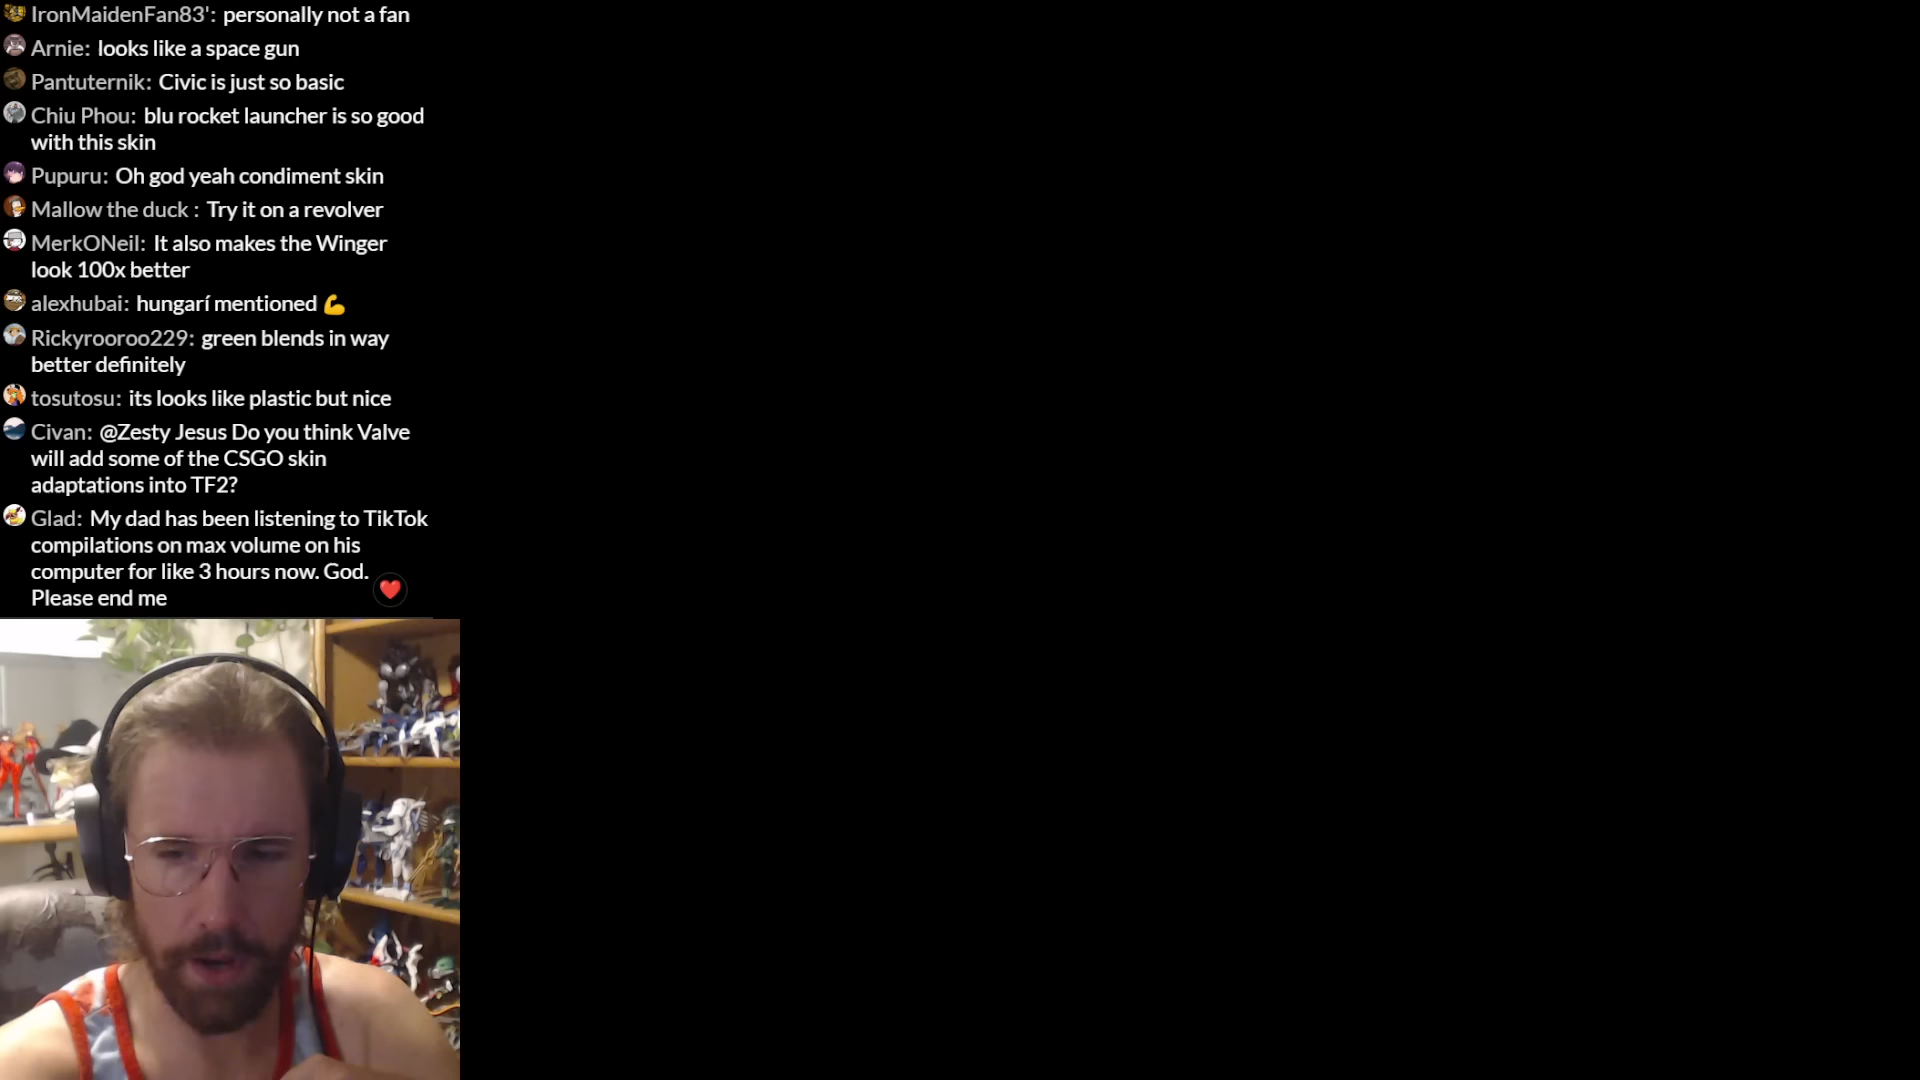 IronMaidenFan83': personally not a fan
Arnie: looks like a space gun
Pantuternik: Civic is just so basic
Chiu Phou: blu rocket launcher is so good
with this skin
Pupuru: Oh god yeah condiment skin
Mallow the duck : Try it on a revolver
MerkONeil: It also makes the Winger
look 100x better
alexhubai: hungarí mentioned 💪
Rickyrooroo229: green blends in way
better definitely
tosutosu: its looks like plastic but nice
Civan: @Zesty Jesus Do you think Valve
will add some of the CSGO skin
adaptations into TF2?
Glad: My dad has been listening to TikTok
compilations on max volume on his
computer for like 3 hours now. God.
Please end me